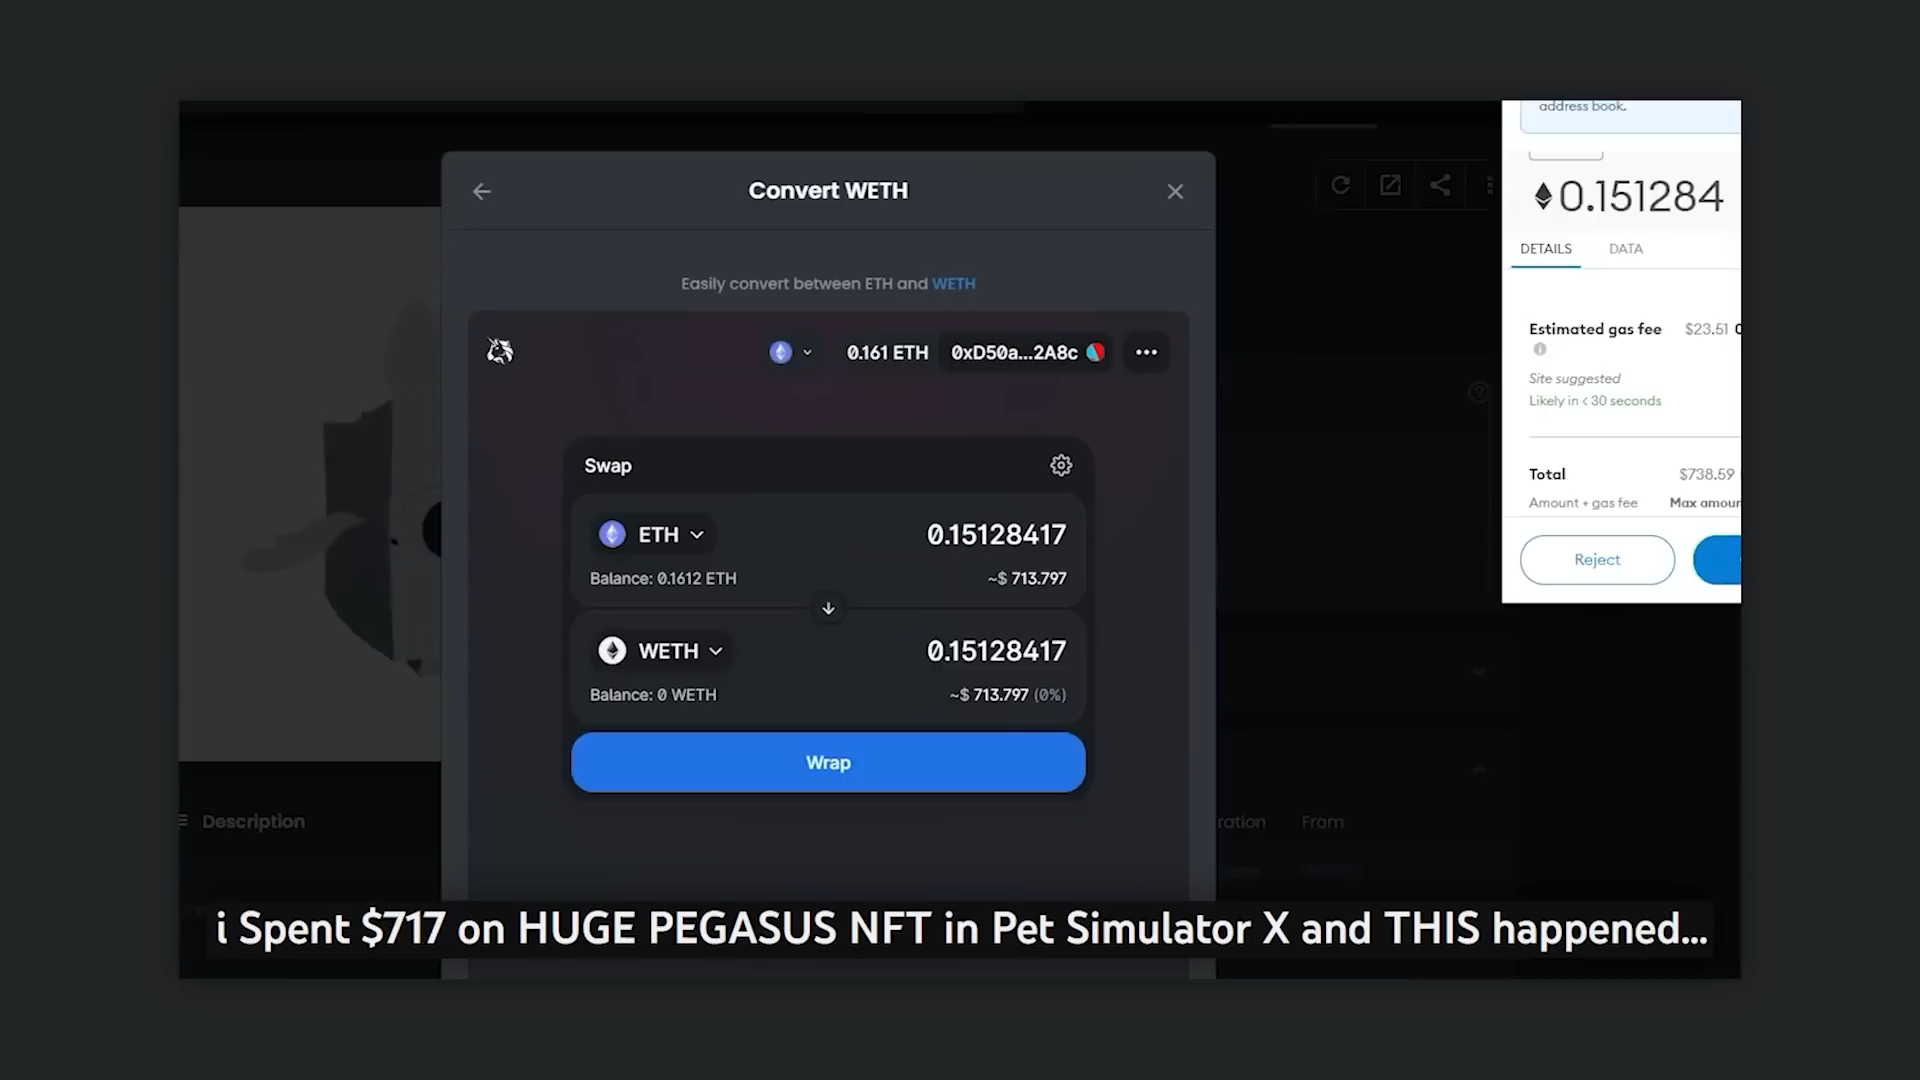 address book.
Convert WETH
0.151284
DETAILS DATA
Easily convert between ETH and WETH
Estimated gas fee $23.51
0.161 ETH 0xD50a...2A8c
Site suggested
Likely in < 30 seconds
Swap
Total $738.59
Amount + gas fee Max amour
ETH 0.15128417
Reject
Balance: 0.1612 ETH ~$ 713.797
WETH 0.15128417
Balance: 0 WETH ~$ 713.797 (0%)
Wrap
Description
ration From
i Spent $717 on HUGE PEGASUS NFT in Pet Simulator X and THIS happened...